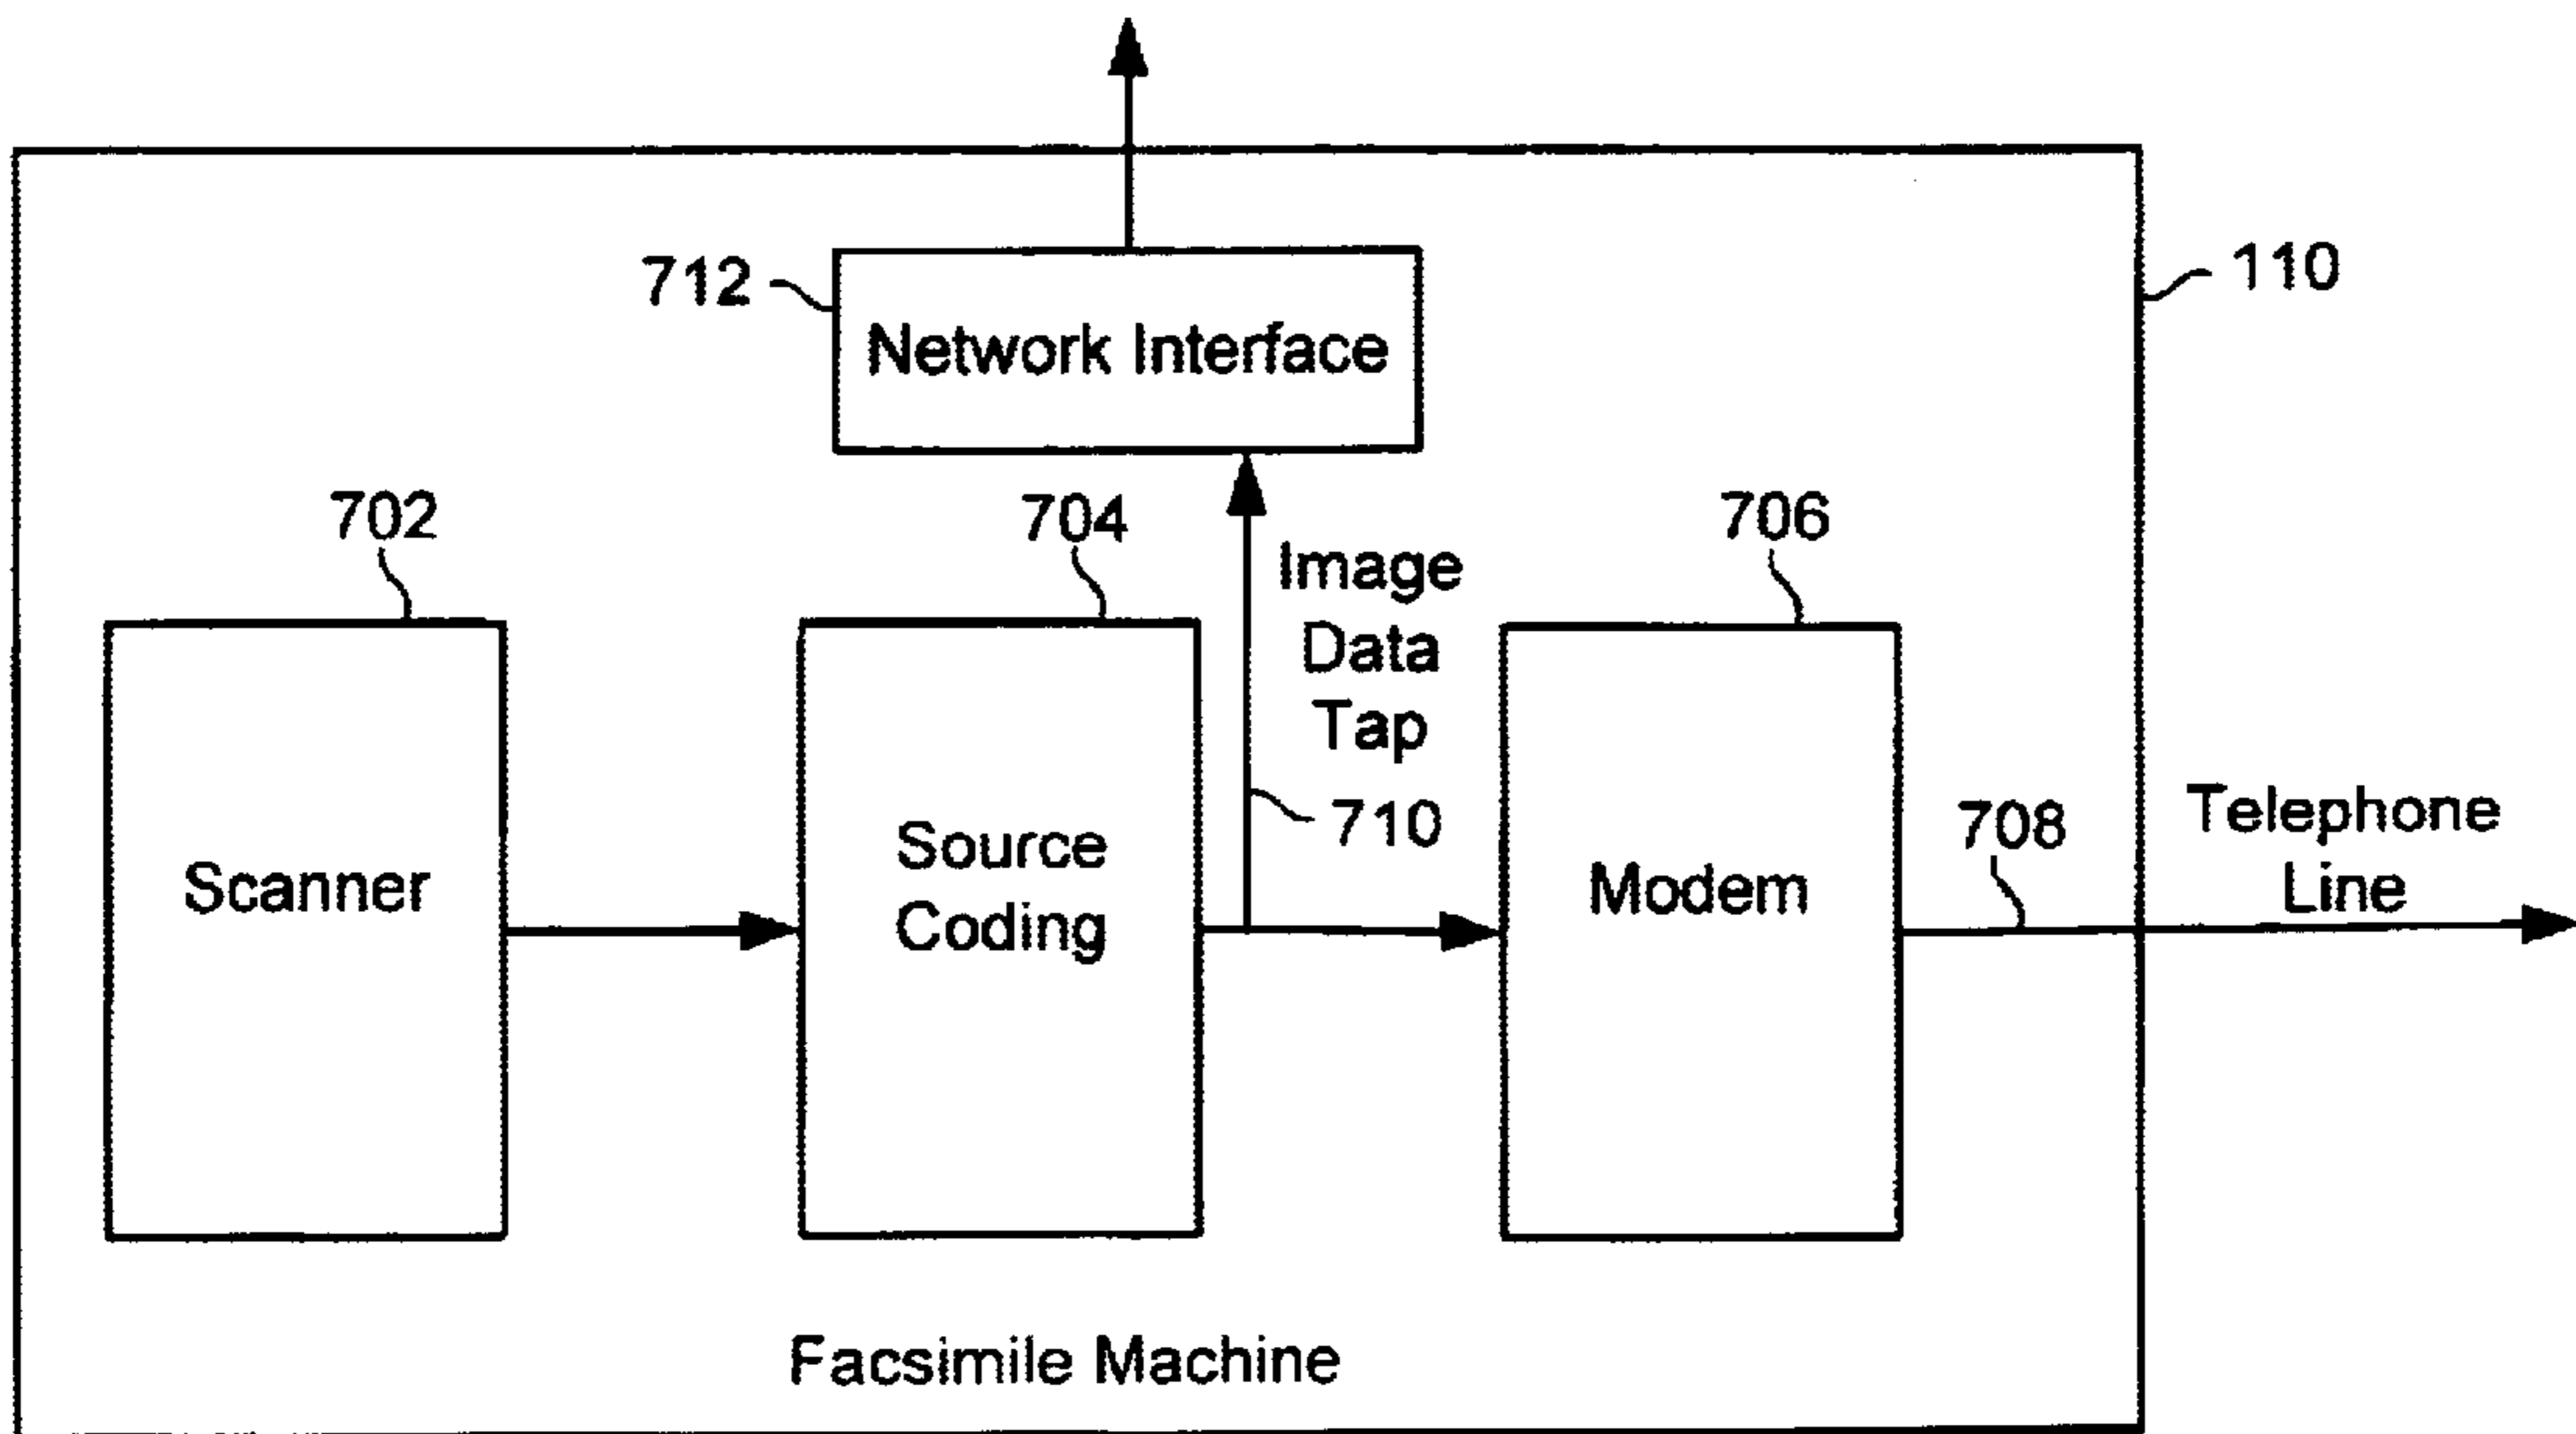 712
Network Interface
110
702
704
706
Image
Data
Tap
710
Scanner
Source
Coding
Modem
708
Telephone
Line
Facsimile Machine